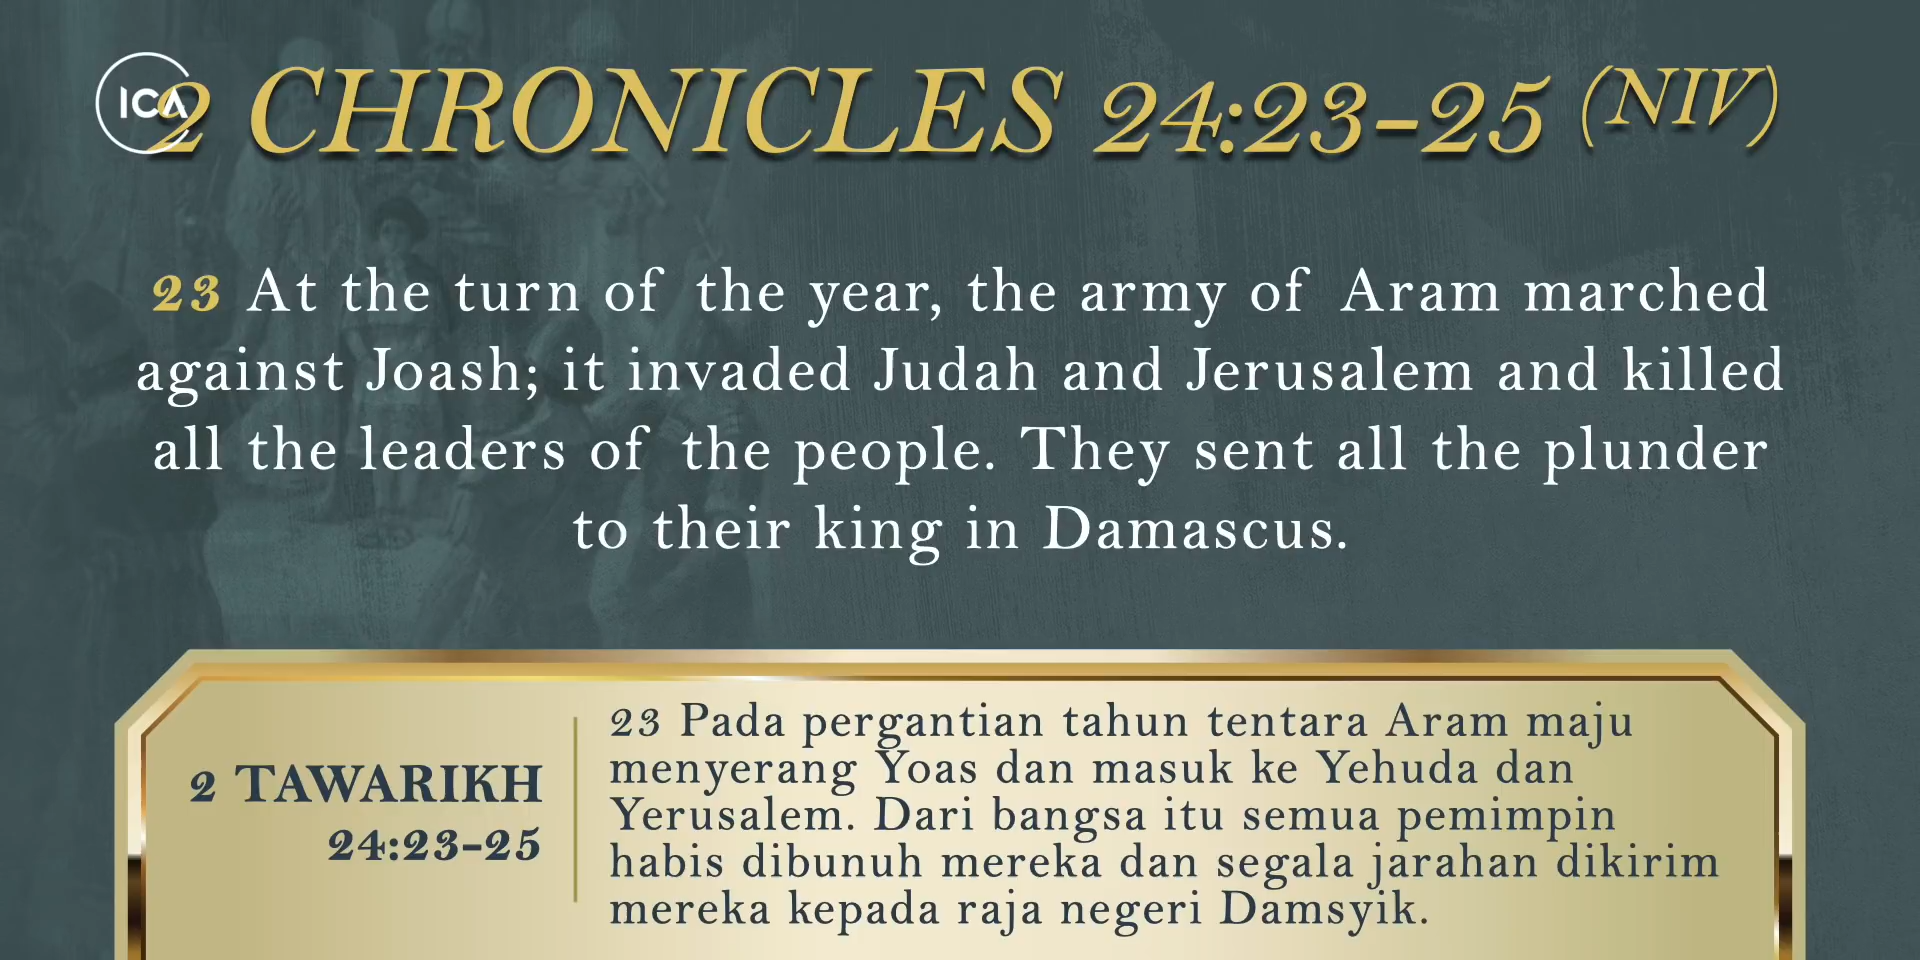 ICA
2 CHRONICLES 24:23-25 (NIV)
23 At the turn of the year, the army of Aram marched
against Joash; it invaded Judah and Jerusalem and killed
all the leaders of the people. They sent all the plunder
to their king in Damascus.
2 TAWARIKH
24:23-25
23 Pada pergantian tahun tentara Aram maju
menyerang Yoas dan masuk ke Yehuda dan
Yerusalem. Dari bangsa itu semua pemimpin
habis dibunuh mereka dan segala jarahan dikirim
mereka kepada raja negeri Damsyik.